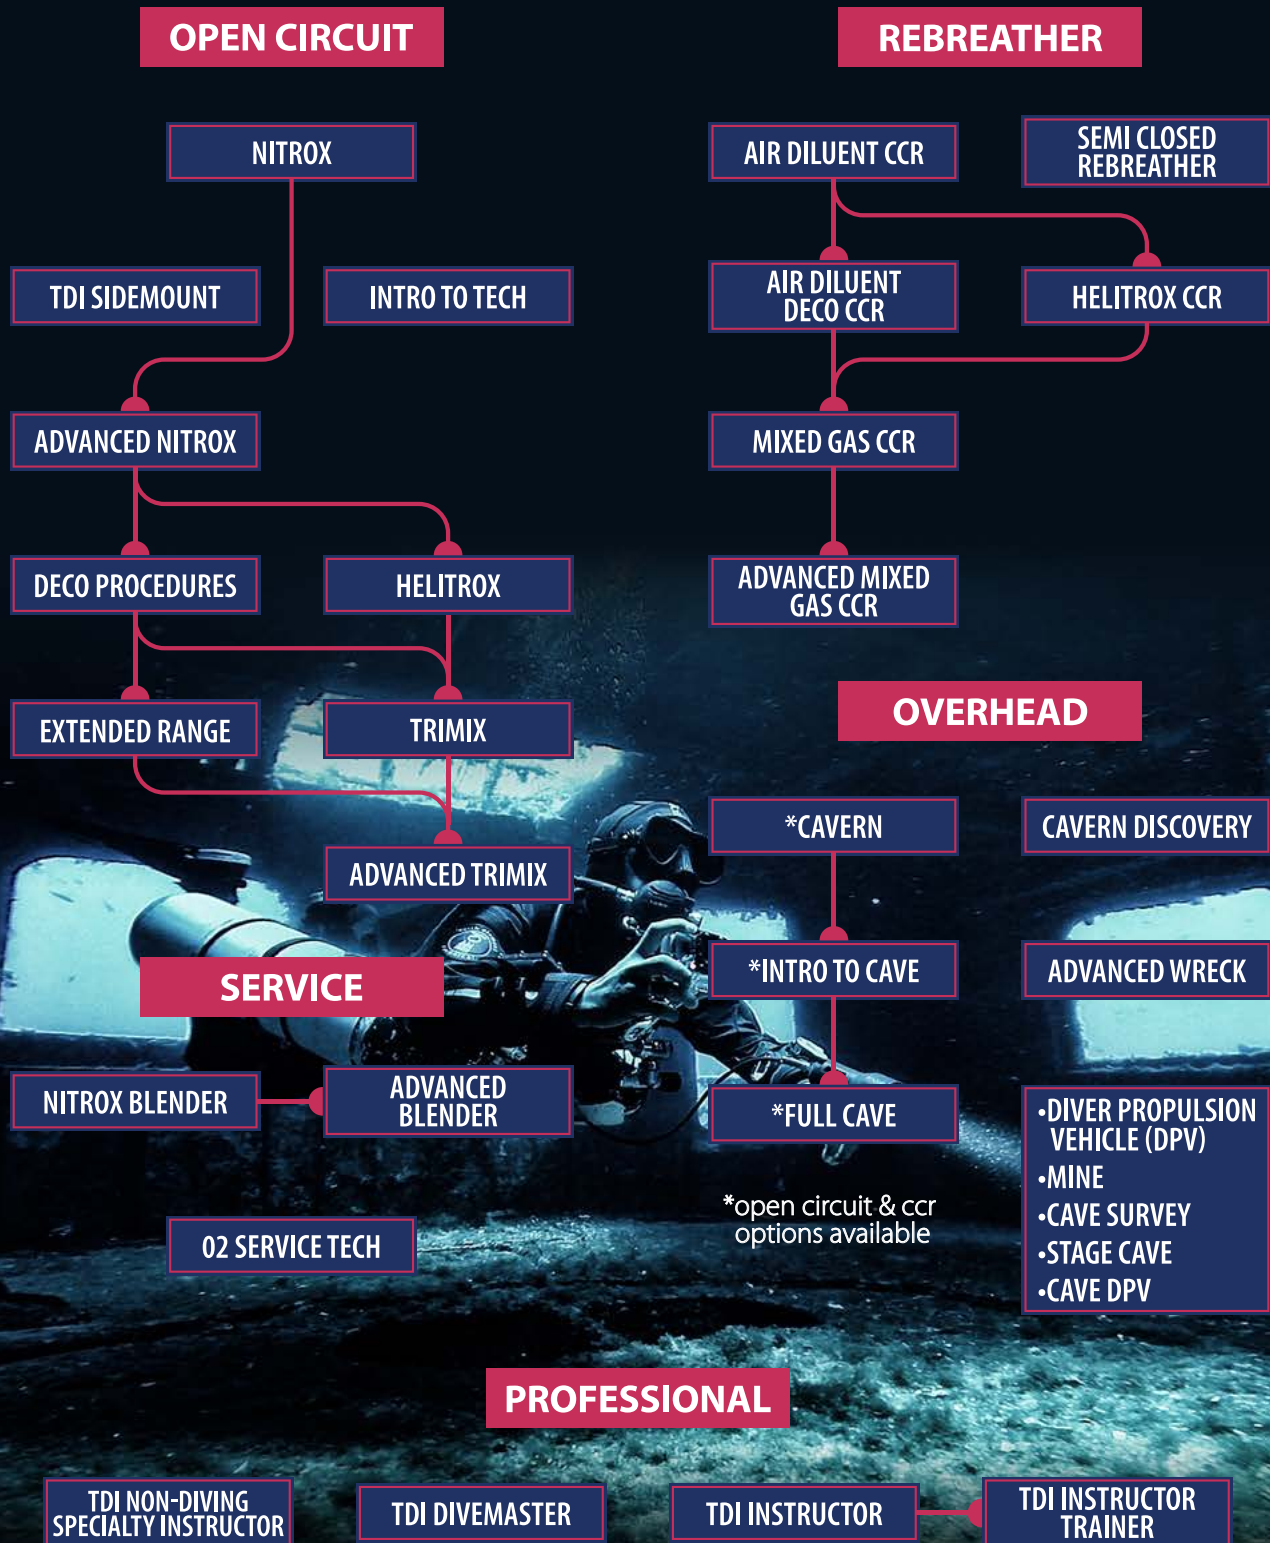 OPEN CIRCUIT
NITROX
TDI SIDEMOUNT
INTRO TO TECH
ADVANCED NITROX
DECO PROCEDURES
HELITROX
EXTENDED RANGE
TRIMIX
ADVANCED TRIMIX
REBREATHER
AIR DILUENT CCR
SEMI CLOSED
REBREATHER
AIR DILUENT
DECO CCR
HELITROX CCR
MIXED GAS CCR
ADVANCED MIXED
GAS CCR
SERVICE
NITROX BLENDER
ADVANCED
BLENDER
02 SERVICE TECH
OVERHEAD
*CAVERN
CAVERN DISCOVERY
*INTRO TO CAVE
ADVANCED WRECK
*FULL CAVE
•DIVER PROPULSION
VEHICLE (DPV)
•MINE
•CAVE SURVEY
•STAGE CAVE
•CAVE DPV
*open circuit & ccr
options available
PROFESSIONAL
TDI NON-DIVING
SPECIALTY INSTRUCTOR
TDI DIVEMASTER
TDI INSTRUCTOR
TDI INSTRUCTOR
TRAINER